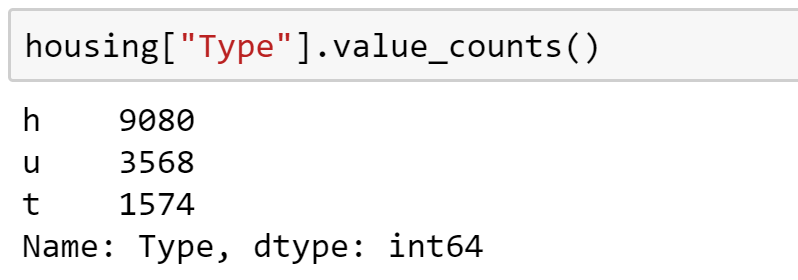 housing["Type"].value_counts()
h    9080
u    3568
t    1574
Name: Type, dtype: int64